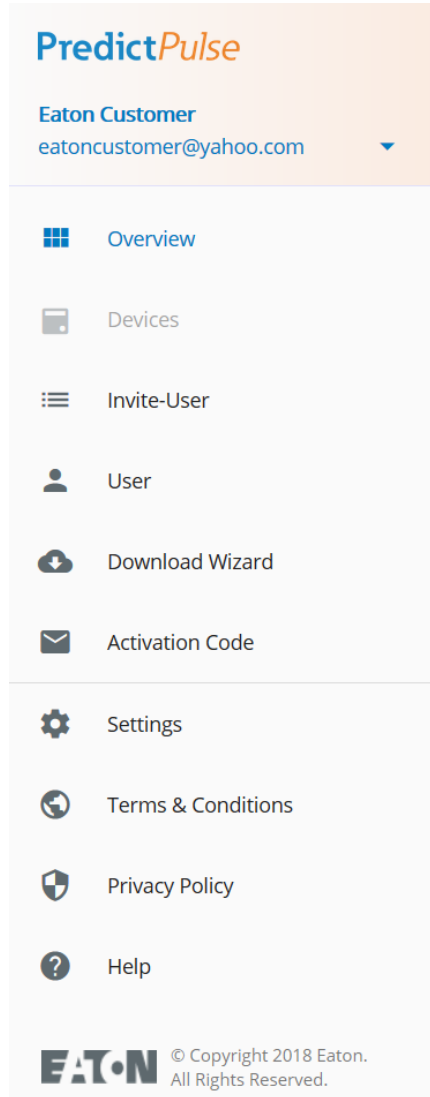 PredictPulse
Eaton Customer
eatoncustomer@yahoo.com
Overview
Devices
Invite-User
User
Download Wizard
Activation Code
Settings
Terms & Conditions
Privacy Policy
Help
EATON
© Copyright 2018 Eaton.
All Rights Reserved.